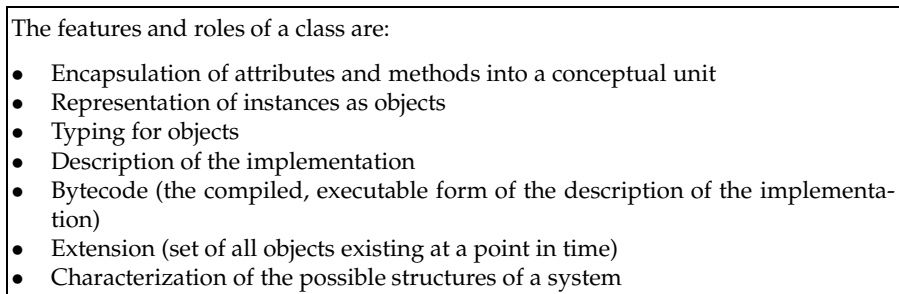 The features and roles of a class are:
● Encapsulation of attributes and methods into a conceptual unit
● Representation of instances as objects
● Typing for objects
● Description of the implementation
● Bytecode (the compiled, executable form of the description of the implementa-
tion)
● Extension (set of all objects existing at a point in time)
● Characterization of the possible structures of a system